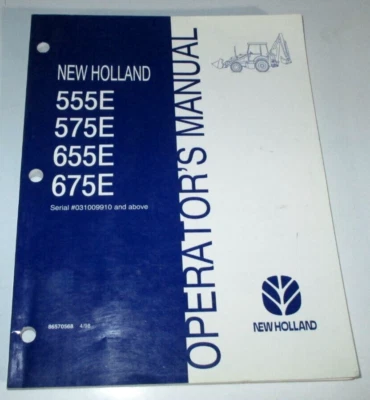 NEW HOLLAND
555E
575E
655E
675E
Serial #031009910 and above
OPERATOR'S MANUAL
NEW HOLLAND